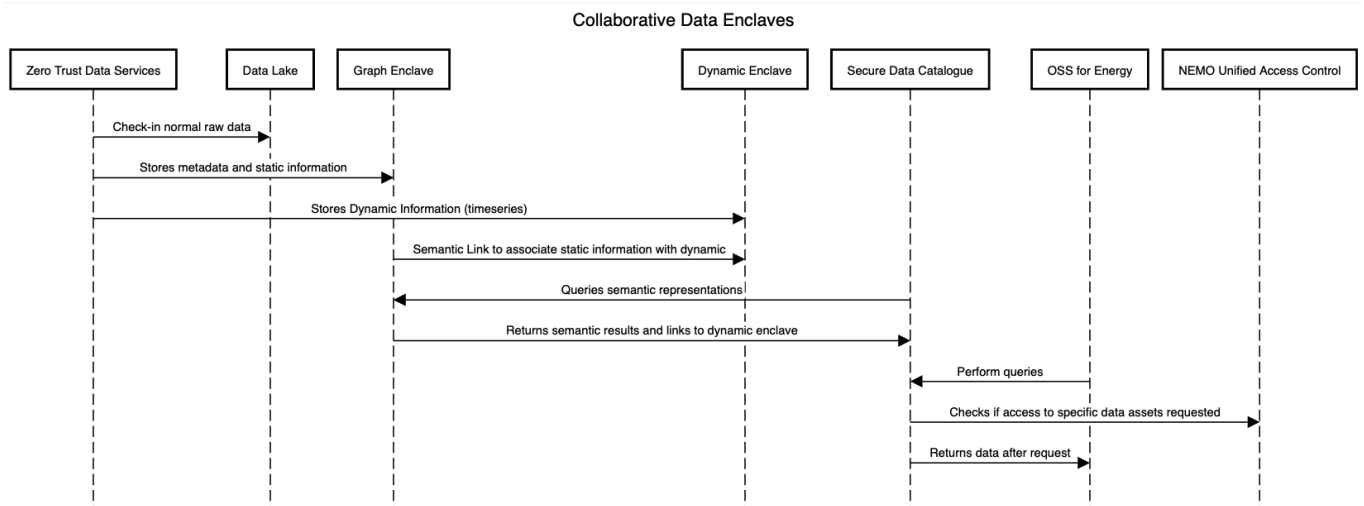 Collaborative Data Enclaves
Zero Trust Data Services
Data Lake
Graph Enclave
Dynamic Enclave
Secure Data Catalogue
OSS for Energy
NEMO Unified Access Control
Check-in normal raw data
Stores metadata and static information
Stores Dynamic Information (timeseries)
Semantic Link to associate static information with dynamic
Queries semantic representations
Returns semantic results and links to dynamic enclave
Perform queries
Checks if access to specific data assets requested
Returns data after request